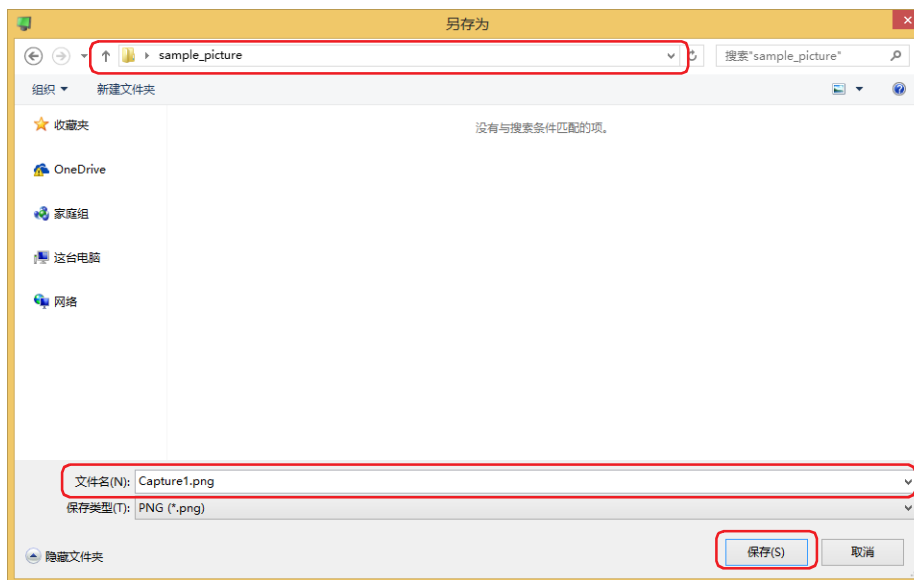 另存为
sample_picture
搜索"sample_picture"
组织
新建文件夹
收藏夹
没有与搜索条件匹配的项。
OneDrive
家庭组
这台电脑
网络
文件名(N): Capture1.png
保存类型(T): PNG (*.png)
隐藏文件夹
保存(S)
取消